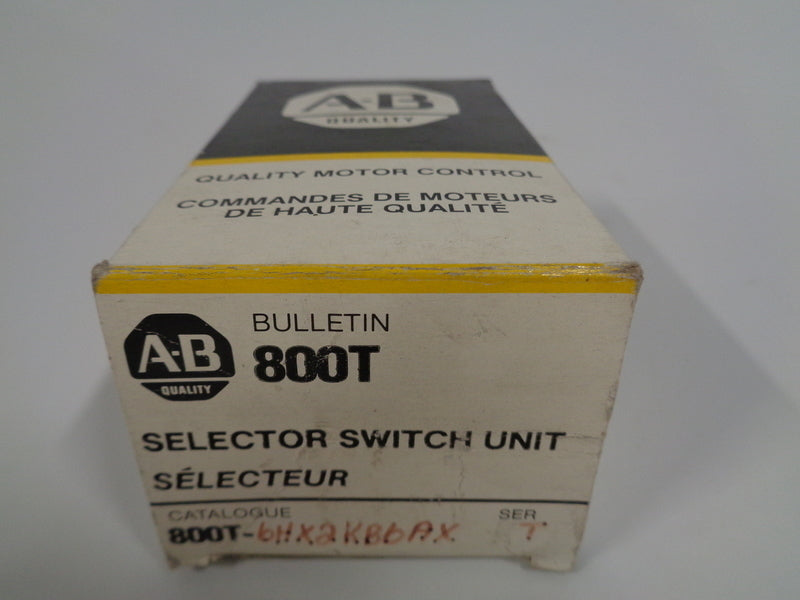 A-B
QUALITY
QUALITY MOTOR CONTROL
COMMANDES DE MOTEURS
DE HAUTE QUALITÉ
A-B
QUALITY
BULLETIN
800T
SELECTOR SWITCH UNIT
SÉLECTEUR
CATALOGUE SER
800T-6HX2KB6AX T